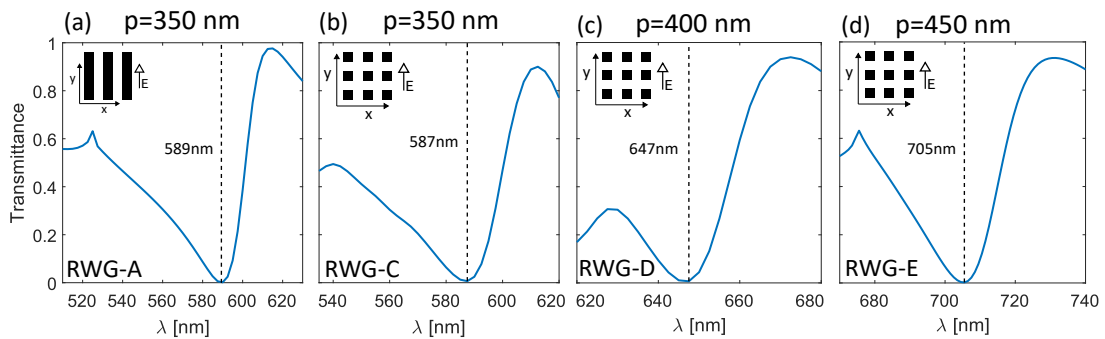 (a) p=350 nm
(b) p=350 nm
(c) p=400 nm
(d) p=450 nm
Transmittance
1
0.8
0.6
0.4
0.2
0
y
x
E
589nm
RWG-A
520 540 560 580 600 620
λ [nm]
y
x
E
587nm
RWG-C
540 560 580 600 620
λ [nm]
y
x
E
647nm
RWG-D
620 640 660 680
λ [nm]
y
x
E
705nm
RWG-E
680 700 720 740
λ [nm]